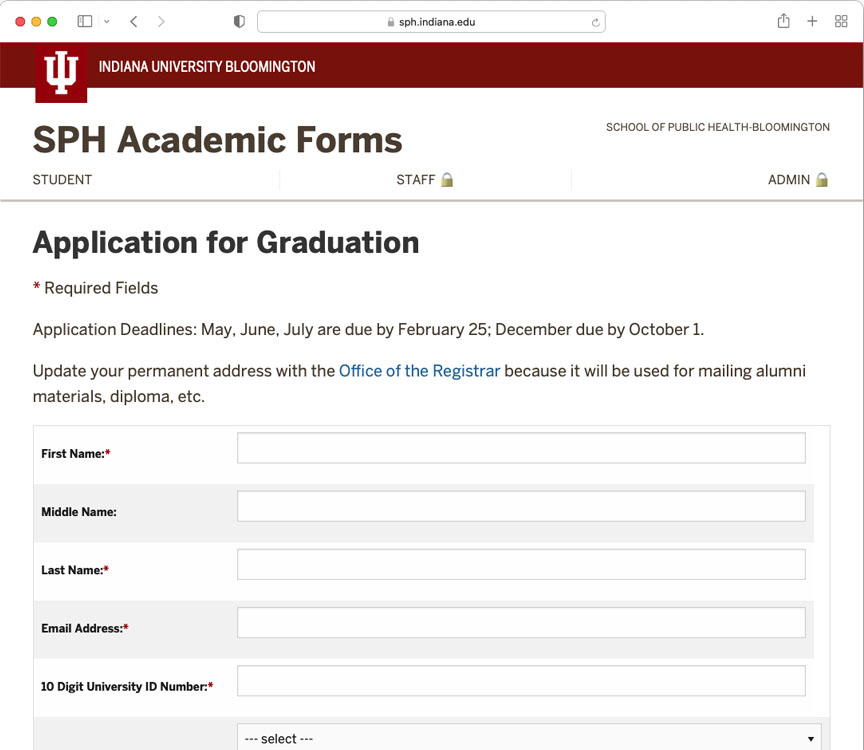 sph.indiana.edu
INDIANA UNIVERSITY BLOOMINGTON
SPH Academic Forms
SCHOOL OF PUBLIC HEALTH-BLOOMINGTON
STUDENT
STAFF
ADMIN
Application for Graduation
* Required Fields
Application Deadlines: May, June, July are due by February 25; December due by October 1.
Update your permanent address with the Office of the Registrar because it will be used for mailing alumni
materials, diploma, etc.
First Name:*
Middle Name:
Last Name:*
Email Address:*
10 Digit University ID Number:*
--- select ---